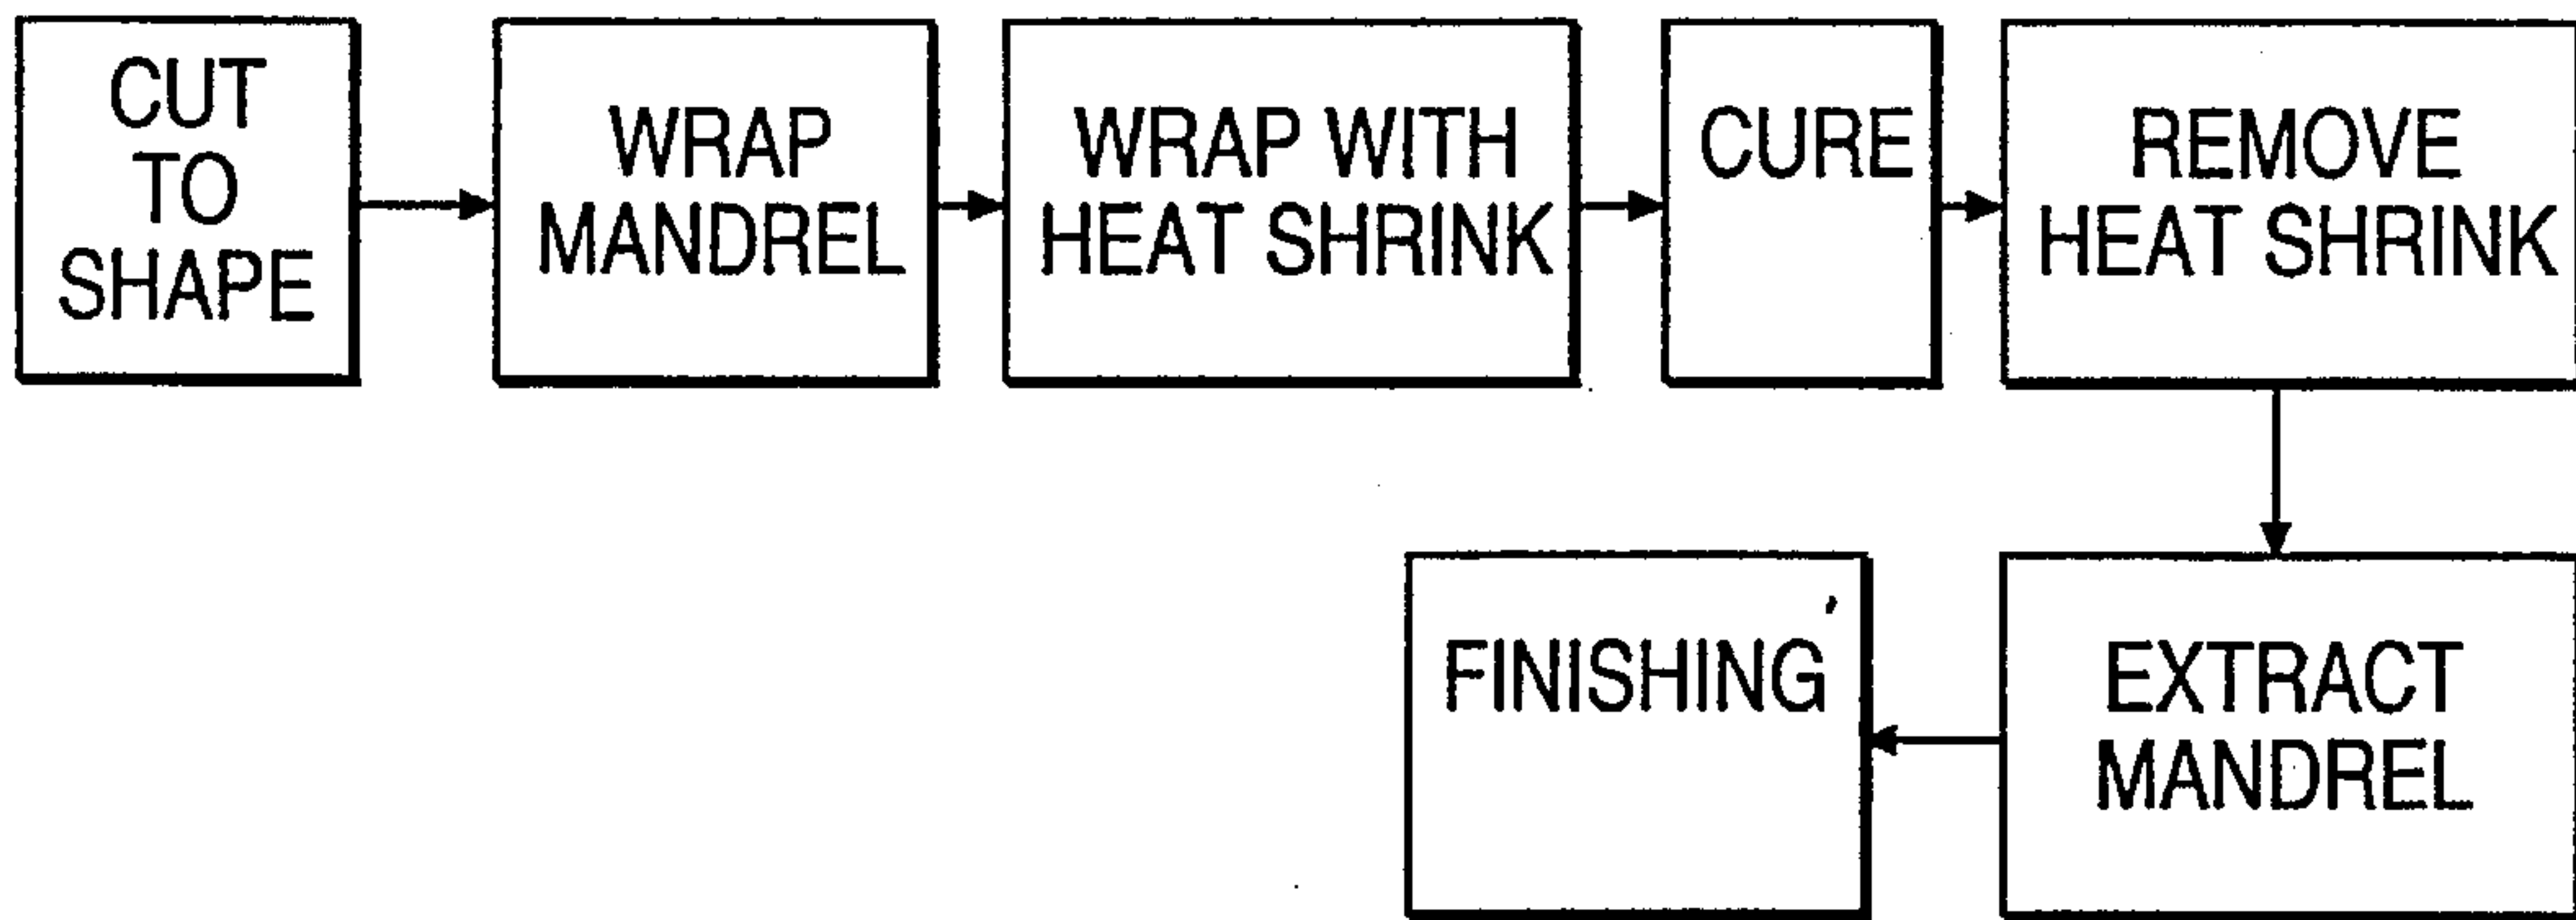 CUT
TO
SHAPE
WRAP
MANDREL
WRAP WITH
HEAT SHRINK
CURE
REMOVE
HEAT SHRINK
EXTRACT
MANDREL
FINISHING